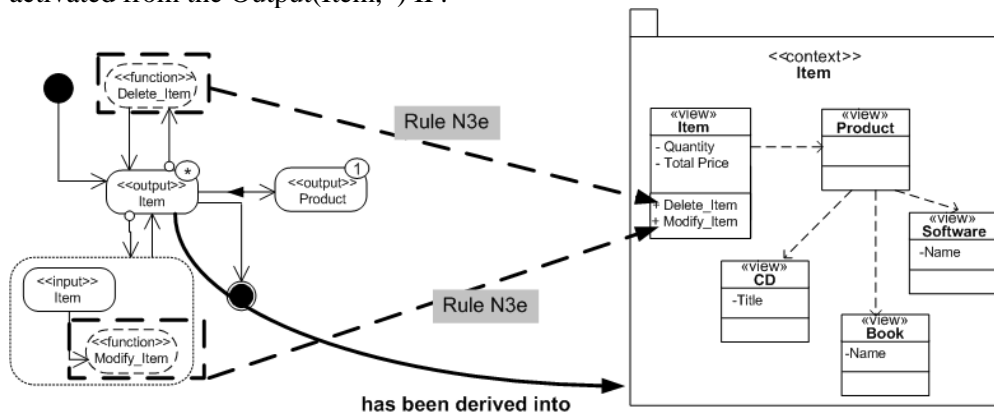 activated from the Output(Item,*) IP.
<<function>>
Delete_Item
*
<<output>>
Item
1
<<output>>
Product
<<input>>
Item
<<function>>
Modify_Item
Rule N3e
Rule N3e
has been derived into
<<context>>
Item
«view»
Item
- Quantity
- Total Price
+ Delete_Item
+ Modify_Item
«view»
Product
«view»
Software
-Name
«view»
CD
-Title
«view»
Book
-Name